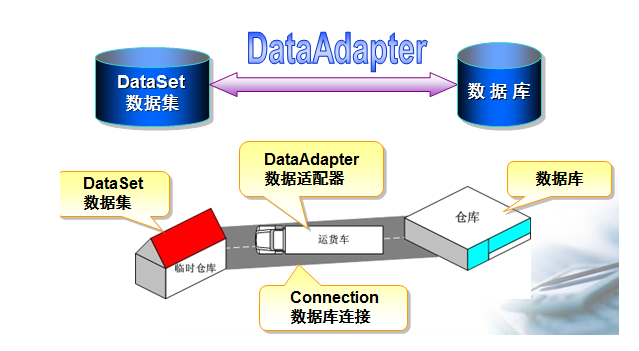 DataAdapter
DataSet
数据集
数 据 库
DataAdapter
数据适配器
DataSet
数据集
数据库
仓库
运货车
临时仓库
Connection
数据库连接